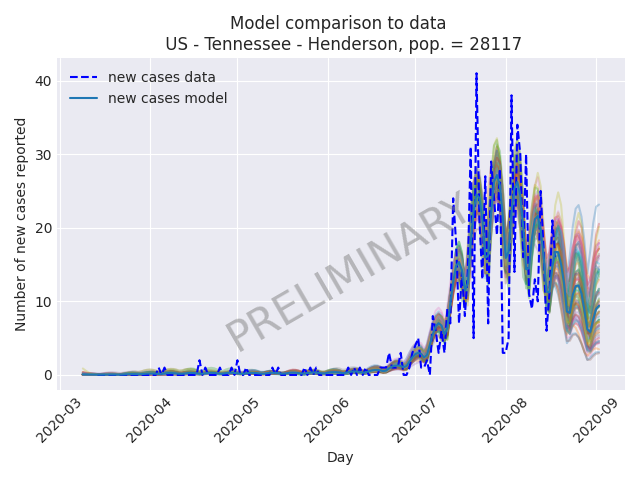 Model comparison to data
US - Tennessee - Henderson, pop. = 28117
new cases data
new cases model
PRELIMINARY
Number of new cases reported
40
30
20
10
0
2020-03
2020-04
2020-05
2020-06
2020-07
2020-08
2020-09
Day